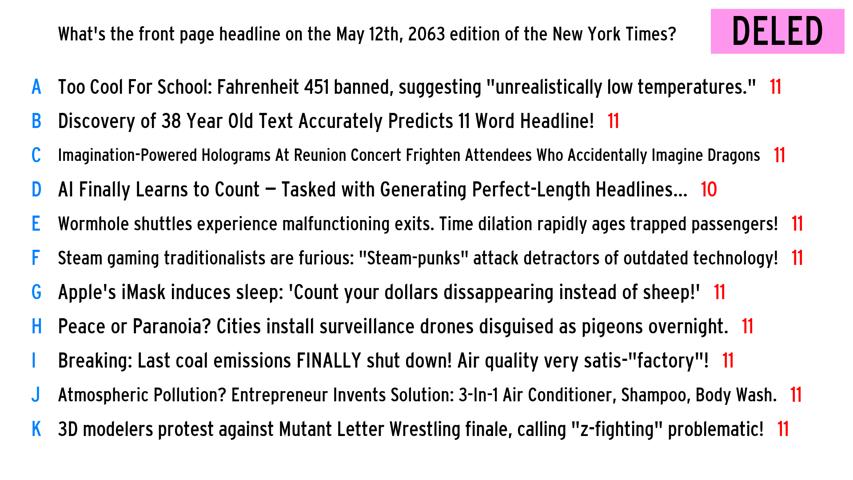 What's the front page headline on the May 12th, 2063 edition of the New York Times? DELED
A Too Cool For School: Fahrenheit 451 banned, suggesting "unrealistically low temperatures." 11
B Discovery of 38 Year Old Text Accurately Predicts 11 Word Headline! 11
C Imagination-Powered Holograms At Reunion Concert Frighten Attendees Who Accidentally Imagine Dragons 11
D AI Finally Learns to Count – Tasked with Generating Perfect-Length Headlines... 10
E Wormhole shuttles experience malfunctioning exits. Time dilation rapidly ages trapped passengers! 11
F Steam gaming traditionalists are furious: "Steam-punks" attack detractors of outdated technology! 11
G Apple's iMask induces sleep: 'Count your dollars dissappearing instead of sheep!' 11
H Peace or Paranoia? Cities install surveillance drones disguised as pigeons overnight. 11
I Breaking: Last coal emissions FINALLY shut down! Air quality very satis-"factory"! 11
J Atmospheric Pollution? Entrepreneur Invents Solution: 3-In-1 Air Conditioner, Shampoo, Body Wash. 11
K 3D modelers protest against Mutant Letter Wrestling finale, calling "z-fighting" problematic! 11